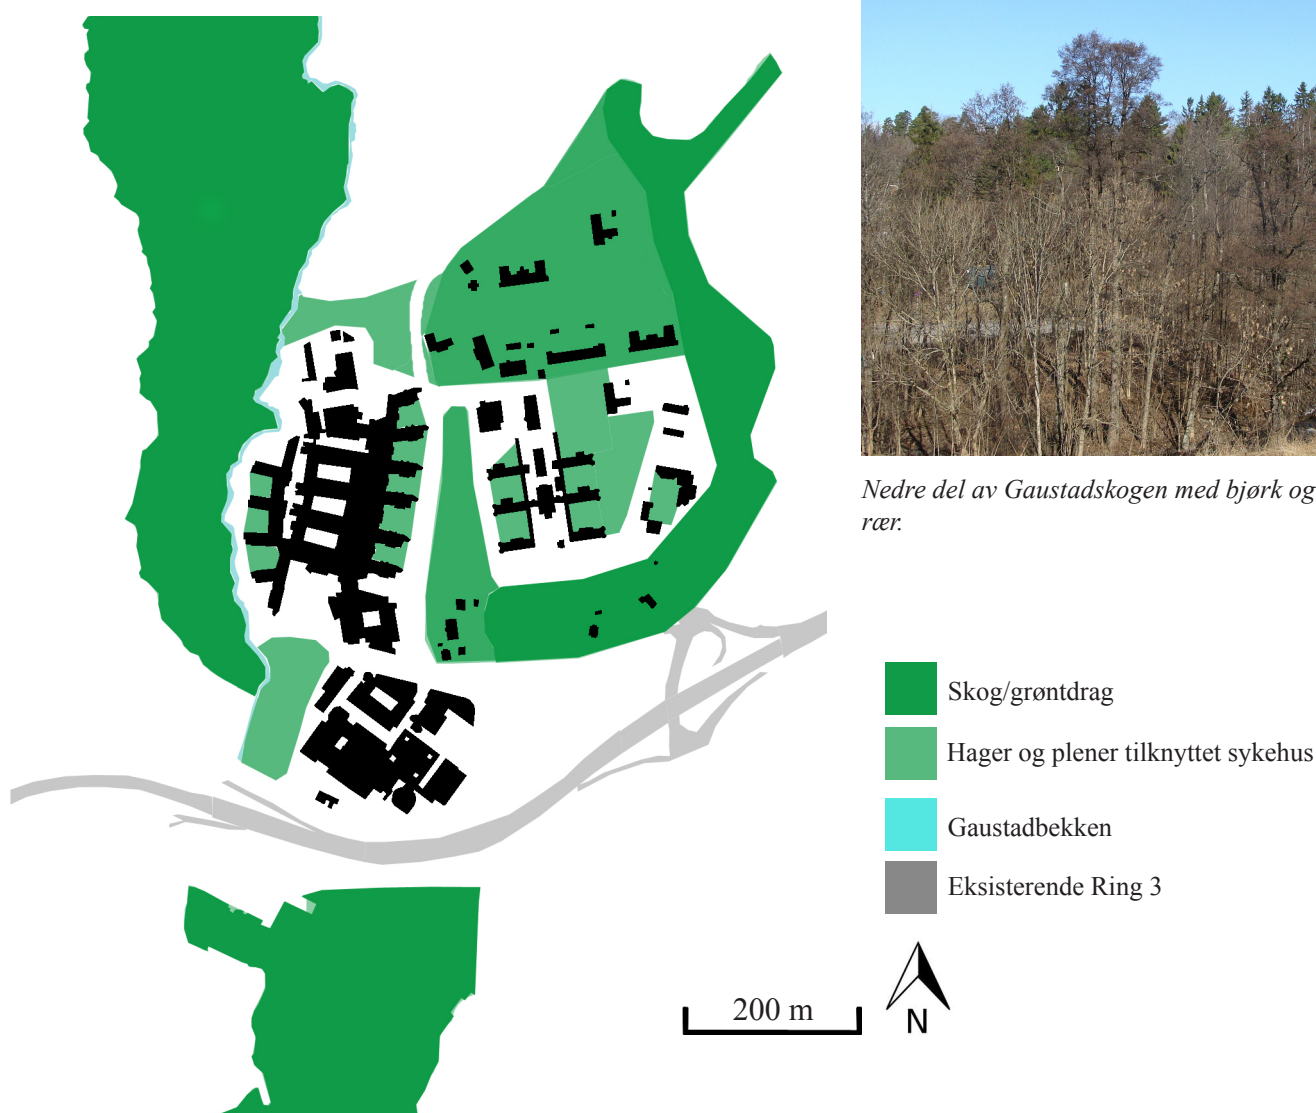 Nedre del av Gaustadskogen med bjørk og
rær.
Skog/grøntdrag
Hager og plener tilknyttet sykehus
Gaustadbekken
Eksisterende Ring 3
200 m
N